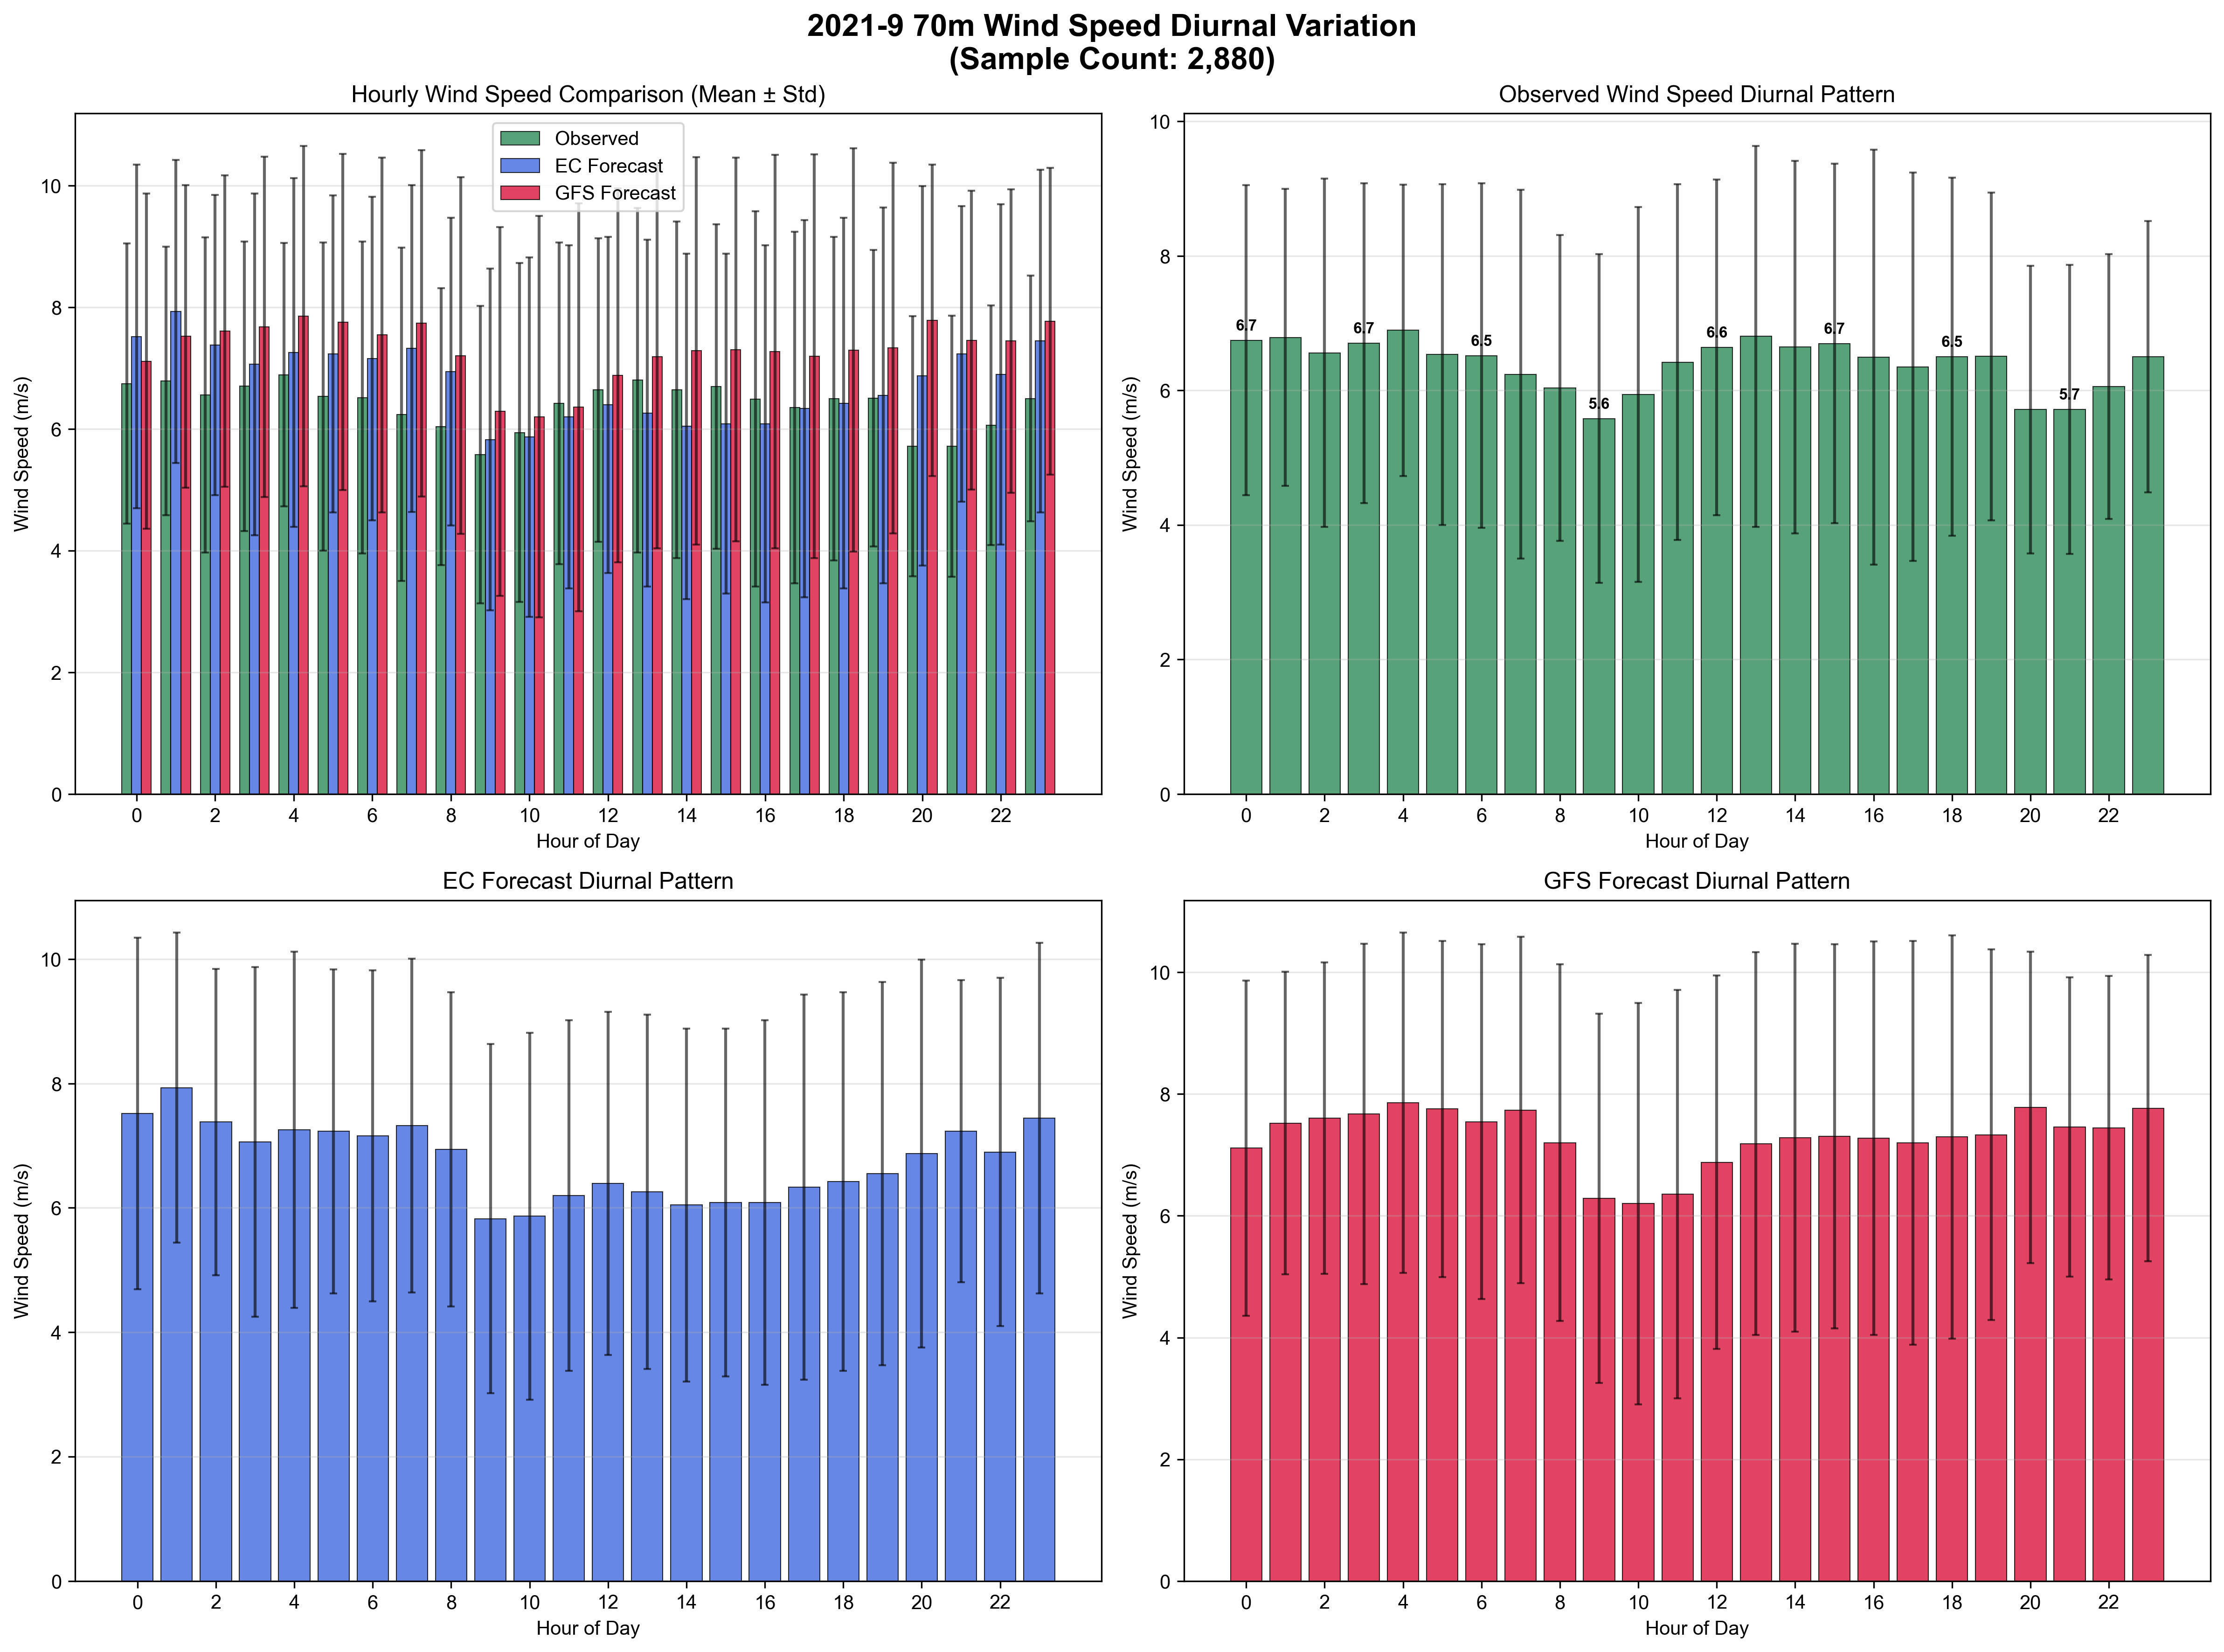 2021-9 70m Wind Speed Diurnal Variation
(Sample Count: 2,880)
Hourly Wind Speed Comparison (Mean ± Std)
Observed
EC Forecast
GFS Forecast
Wind Speed (m/s)
10
8
6
4
2
0
0 2 4 6 8 10 12 14 16 18 20 22
Hour of Day
Observed Wind Speed Diurnal Pattern
Wind Speed (m/s)
10
8
6
4
2
0
6.7 6.7 6.5 5.6 6.6 6.7 6.5 5.7
0 2 4 6 8 10 12 14 16 18 20 22
Hour of Day
EC Forecast Diurnal Pattern
Wind Speed (m/s)
10
8
6
4
2
0
0 2 4 6 8 10 12 14 16 18 20 22
Hour of Day
GFS Forecast Diurnal Pattern
Wind Speed (m/s)
10
8
6
4
2
0
0 2 4 6 8 10 12 14 16 18 20 22
Hour of Day